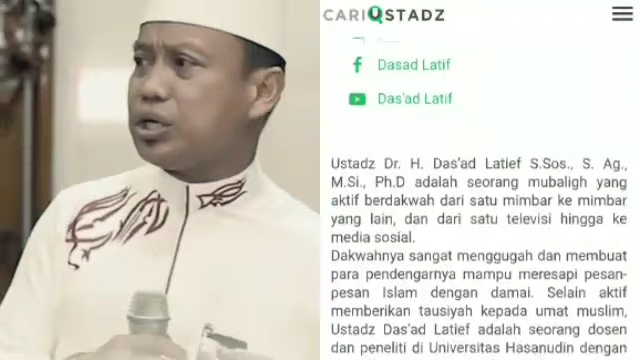 CARIUSTADZ
Dasad Latif
Das'ad Latif
Ustadz Dr. H. Das'ad Latief S.Sos., S. Ag.,
M.Si., Ph.D adalah seorang mubaligh yang
aktif berdakwah dari satu mimbar ke mimbar
yang lain, dan dari satu televisi hingga ke
media sosial.
Dakwahnya sangat menggugah dan membuat
para pendengarnya mampu meresapi pesan-
pesan Islam dengan damai. Selain aktif
memberikan tausiyah kepada umat muslim,
Ustadz Das'ad Latief adalah seorang dosen
dan peneliti di Universitas Hasanudin dengan